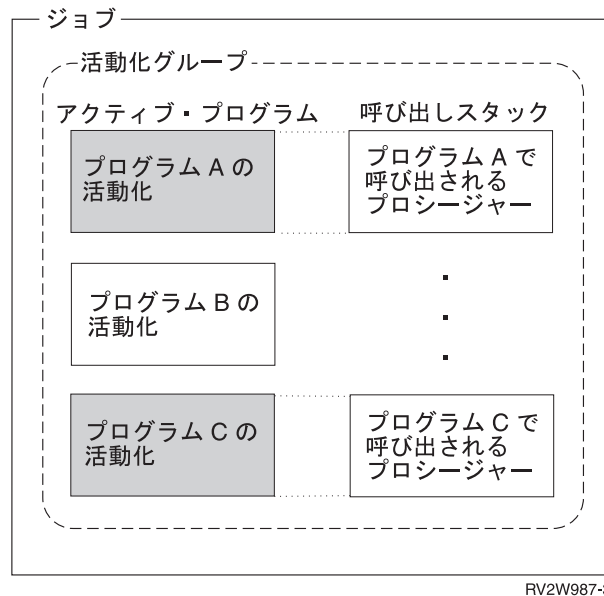 ジョブ
活動化グループ
アクティブ・プログラム
呼び出しスタック
プログラム A の
活動化
プログラム A で
呼び出される
プロシージャー
プログラム B の
活動化
プログラム C の
活動化
プログラム C で
呼び出される
プロシージャー